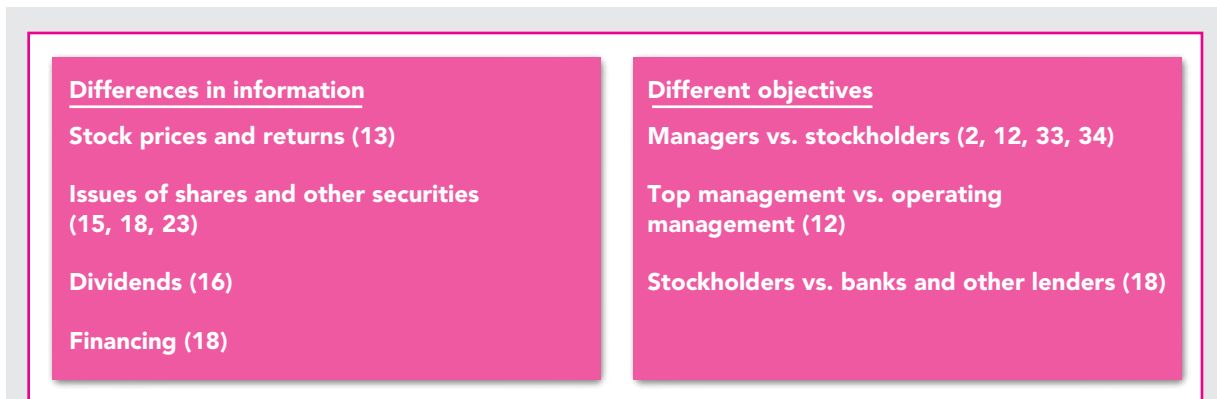 Differences in information
Stock prices and returns (13)
Issues of shares and other securities
(15, 18, 23)
Dividends (16)
Financing (18)
Different objectives
Managers vs. stockholders (2, 12, 33, 34)
Top management vs. operating
management (12)
Stockholders vs. banks and other lenders (18)